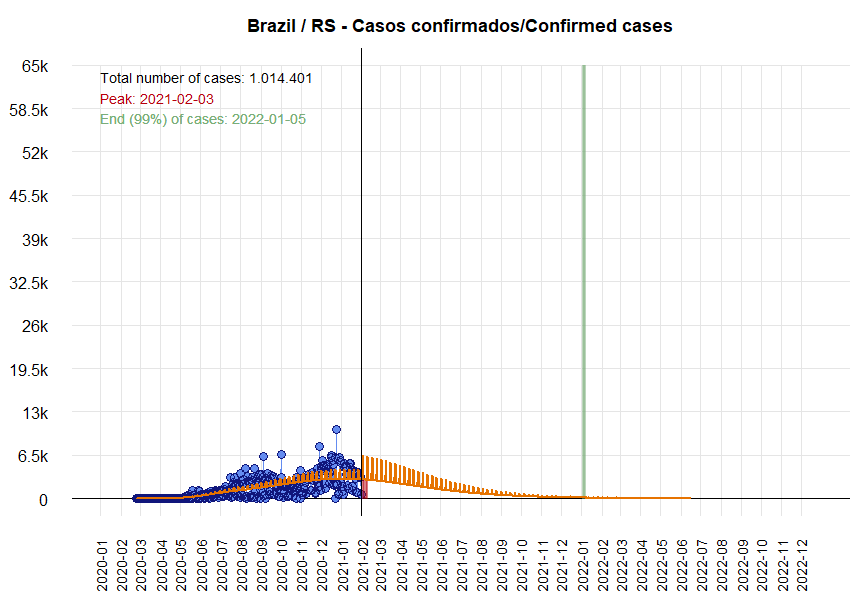 Brazil / RS - Casos confirmados/Confirmed cases
65k
Total number of cases: 1.014.401
Peak: 2021-02-03
58.5k
End (99%) of cases: 2022-01-05
52k
45.5k
39k
32.5k
26k
19.5k
13k
6.5k
0
2020-01
2020-02
2020-03
2020-04
2020-05
2020-06
2020-07
2020-08
2020-09
2020-10
2020-11
2020-12
2021-01
2021-02
2021-03
2021-04
2021-05
2021-06
2021-07
2021-08
2021-09
2021-10
2021-11
2021-12
2022-01
2022-02
2022-03
2022-04
2022-05
2022-06
2022-07
2022-08
2022-09
2022-10
2022-11
2022-12